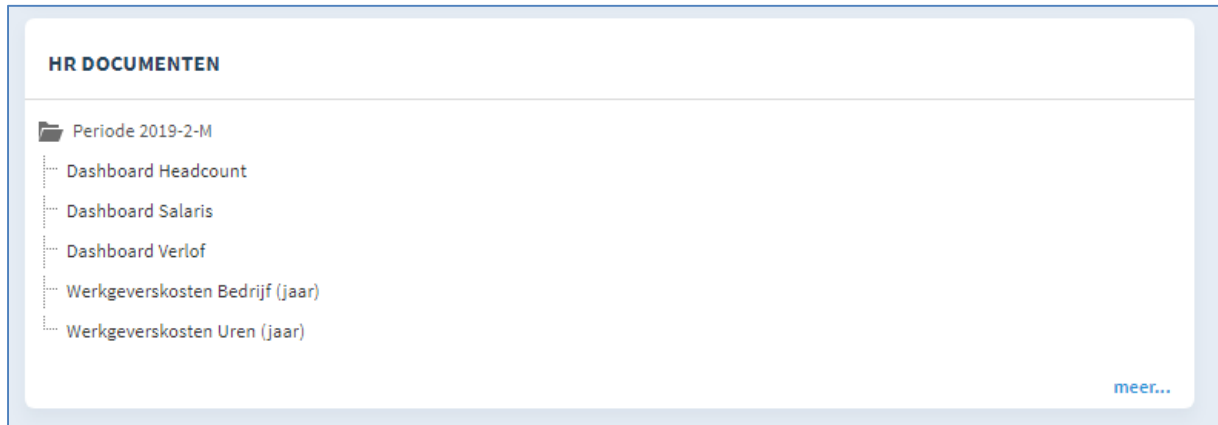 HR DOCUMENTEN
Periode 2019-2-M
Dashboard Headcount
Dashboard Salaris
Dashboard Verlof
Werkgeverskosten Bedrijf (jaar)
Werkgeverskosten Uren (jaar)
meer...